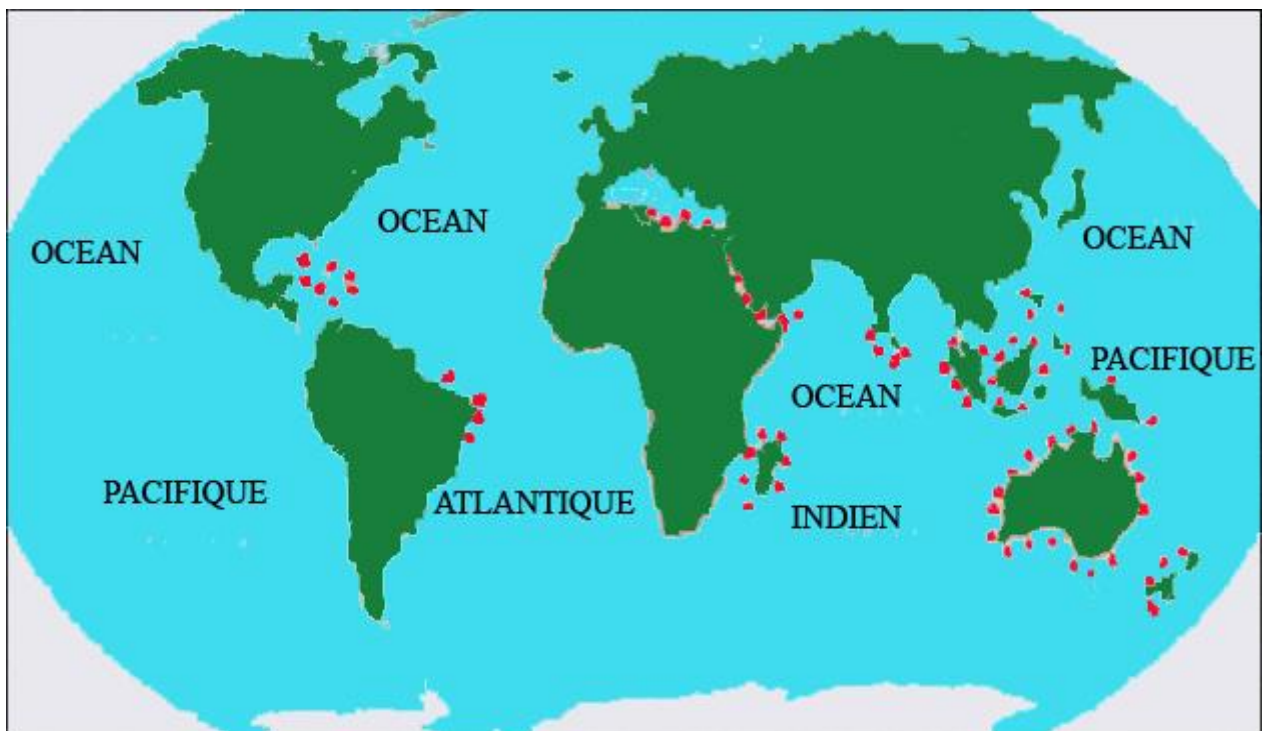 OCEAN
PACIFIQUE
OCEAN
ATLANTIQUE
OCEAN
INDIEN
OCEAN
PACIFIQUE